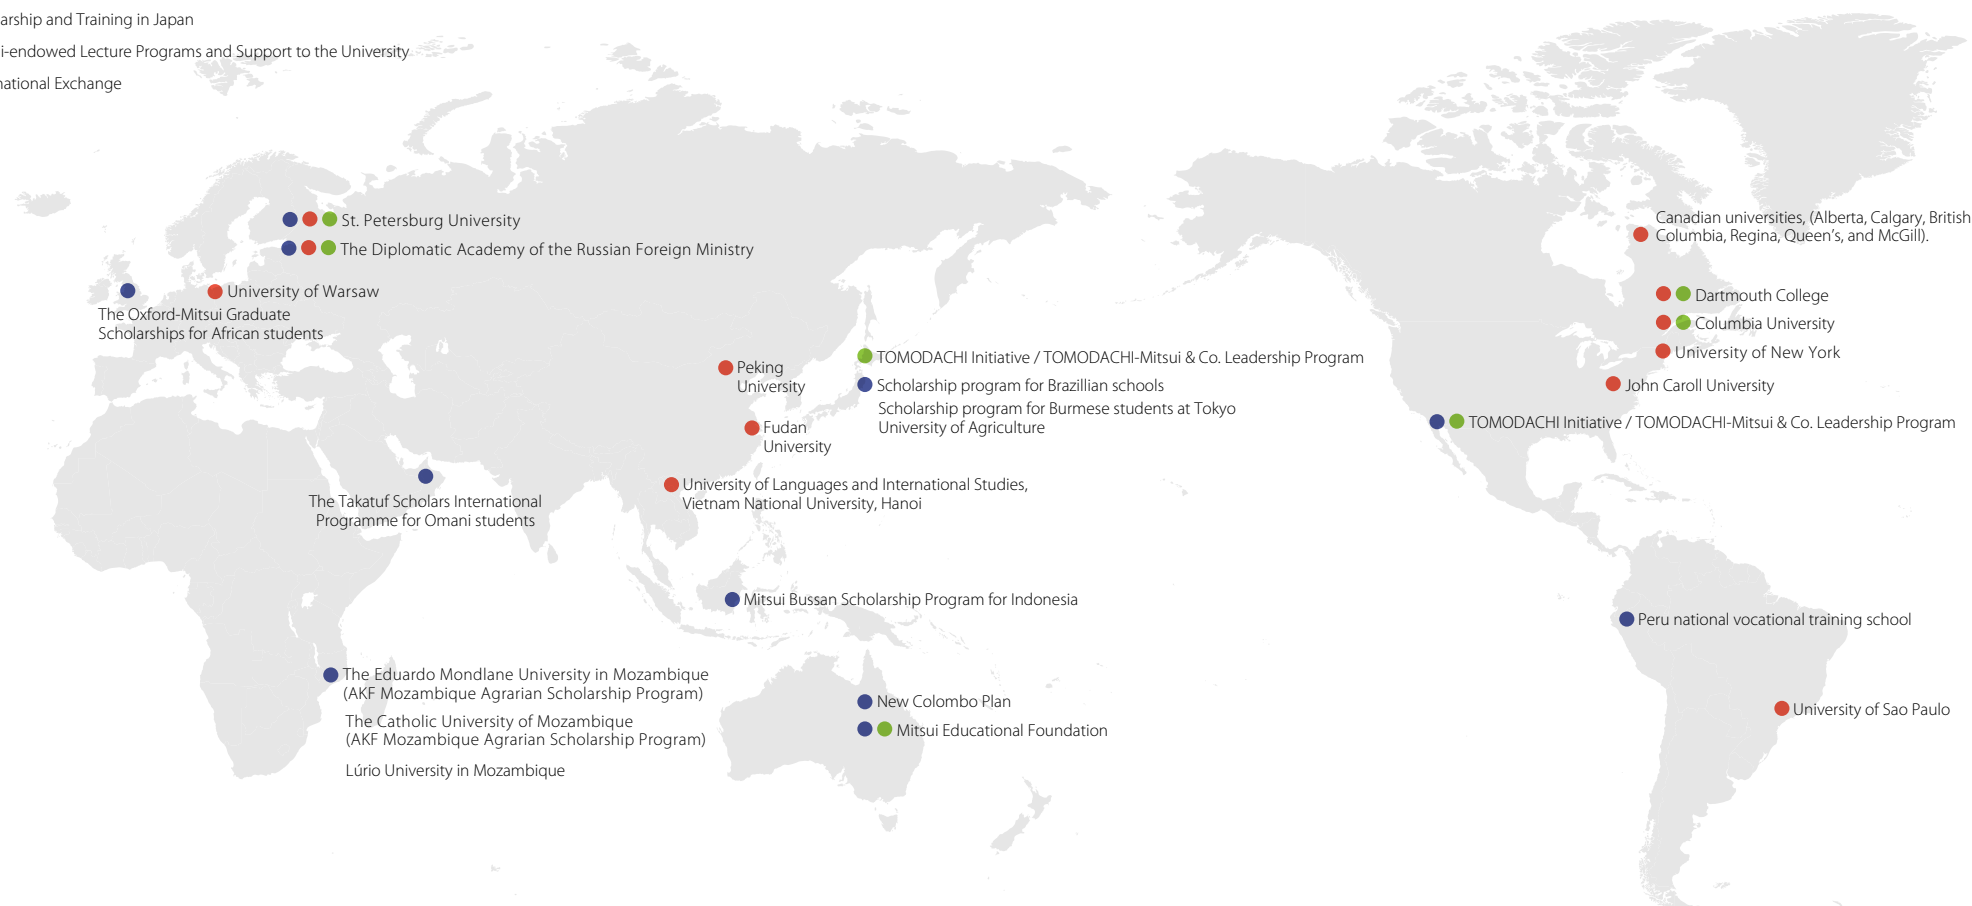 arship and Training in Japan
i-endowed Lecture Programs and Support to the University
national Exchange
St. Petersburg University
The Diplomatic Academy of the Russian Foreign Ministry
University of Warsaw
The Oxford-Mitsui Graduate
Scholarships for African students
Peking
University
Fudan
University
TOMODACHI Initiative / TOMODACHI-Mitsui & Co. Leadership Program
Scholarship program for Brazillian schools
Scholarship program for Burmese students at Tokyo
University of Agriculture
The Takatuf Scholars International
Programme for Omani students
University of Languages and International Studies,
Vietnam National University, Hanoi
Mitsui Bussan Scholarship Program for Indonesia
The Eduardo Mondlane University in Mozambique
(AKF Mozambique Agrarian Scholarship Program)
The Catholic University of Mozambique
(AKF Mozambique Agrarian Scholarship Program)
Lúrio University in Mozambique
New Colombo Plan
Mitsui Educational Foundation
Canadian universities, (Alberta, Calgary, British
Columbia, Regina, Queen's, and McGill).
Dartmouth College
Columbia University
University of New York
John Caroll University
TOMODACHI Initiative / TOMODACHI-Mitsui & Co. Leadership Program
Peru national vocational training school
University of Sao Paulo